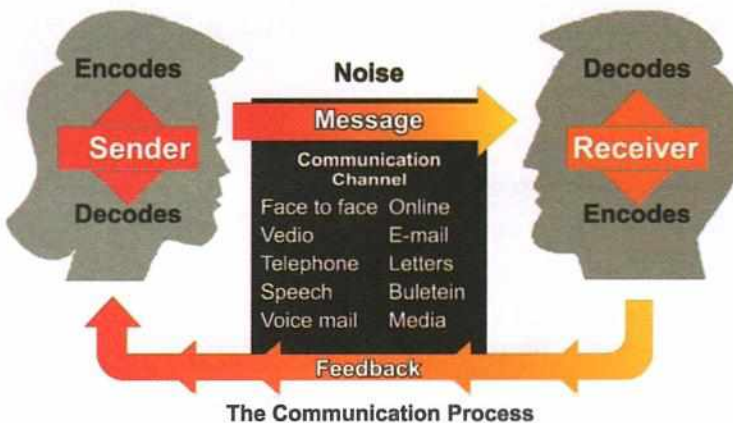 Encodes
Noise
Decodes
Message
Sender
Receiver
Communication
Channel
Decodes
Encodes
Face to face Online
Vedio E-mail
Telephone Letters
Speech Buletein
Voice mail Media
Feedback
The Communication Process